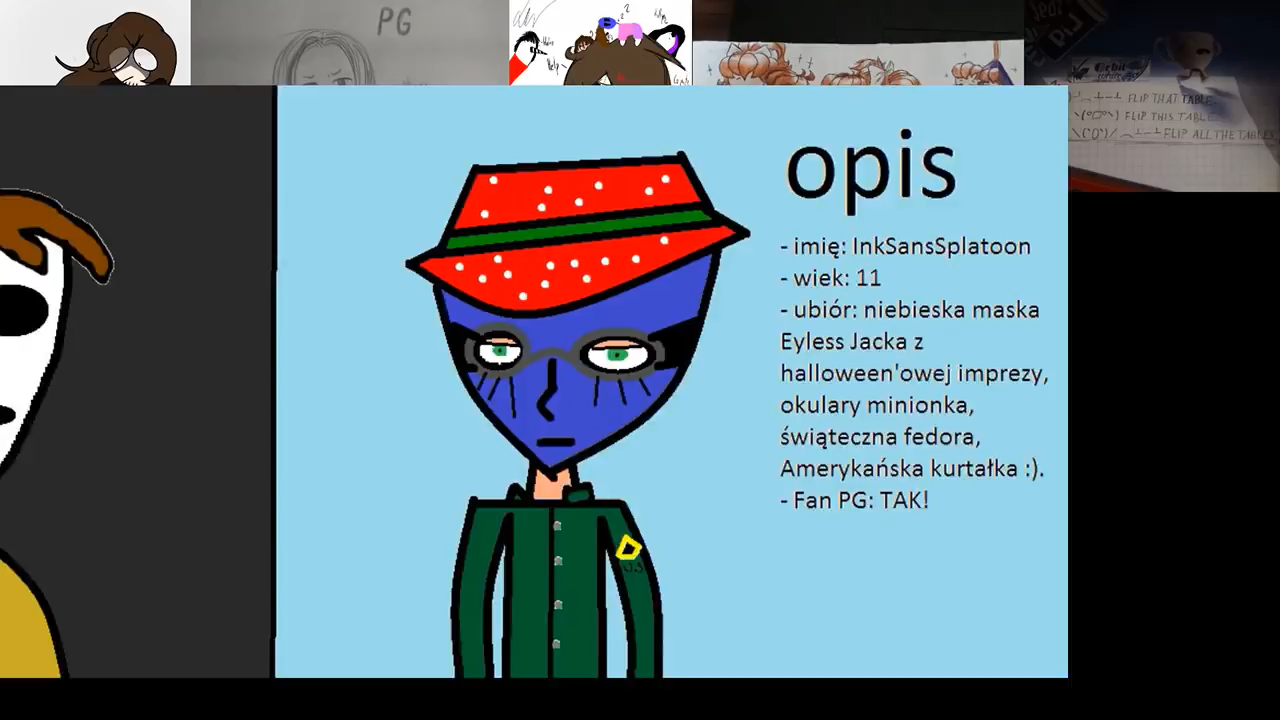 PG
opis
- imię: InkSansSplatoon
- wiek: 11
- ubiór: niebieska maska
Eyless Jacka z
halloween'owej imprezy,
okulary minionka,
świąteczna fedora,
Amerykańska kurtałka :).
- Fan PG: TAK!
FLIP THAT TABLE.
FLIP THIS TABLE.
FLIP ALL THE TABLES